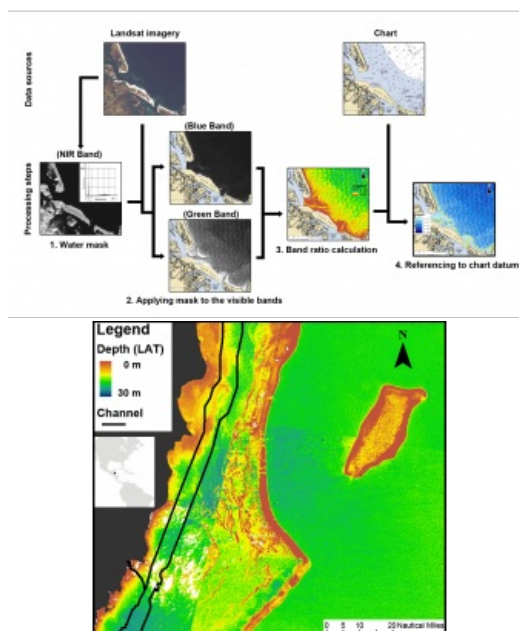 Landsat imagery
Chart
Data sources
(Blue Band)
(NIR Band)
Processing steps
(Green Band)
1. Water mask
3. Band ratio calculation
4. Referencing to chart datum
2. Applying mask to the visible bands
Legend
Depth (LAT)
0 m
30 m
Channel
N
0 5 10 20 Nautical Miles